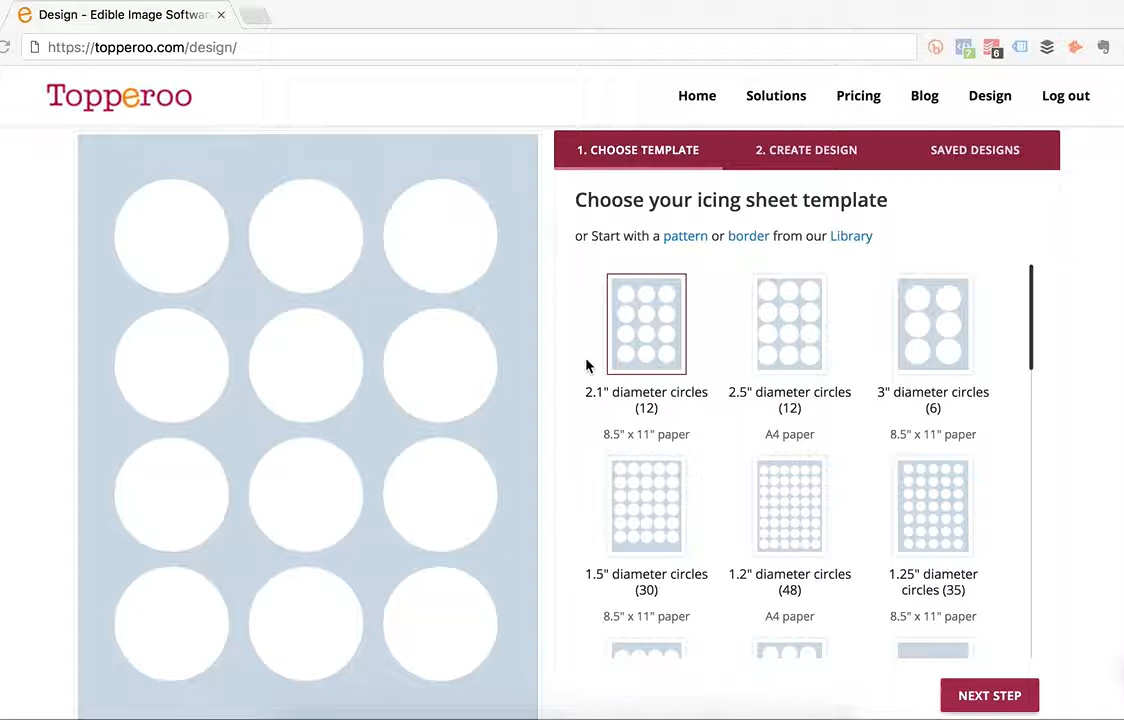 Design - Edible Image Softwar
https://topperoo.com/design/
7
6
Topperoo
Home Solutions Pricing Blog Design Log out
1. CHOOSE TEMPLATE 2. CREATE DESIGN SAVED DESIGNS
Choose your icing sheet template
or Start with a pattern or border from our Library
2.1" diameter circles (12)
8.5" x 11" paper
2.5" diameter circles (12)
A4 paper
3" diameter circles (6)
8.5" x 11" paper
1.5" diameter circles (30)
8.5" x 11" paper
1.2" diameter circles (48)
A4 paper
1.25" diameter circles (35)
8.5" x 11" paper
NEXT STEP